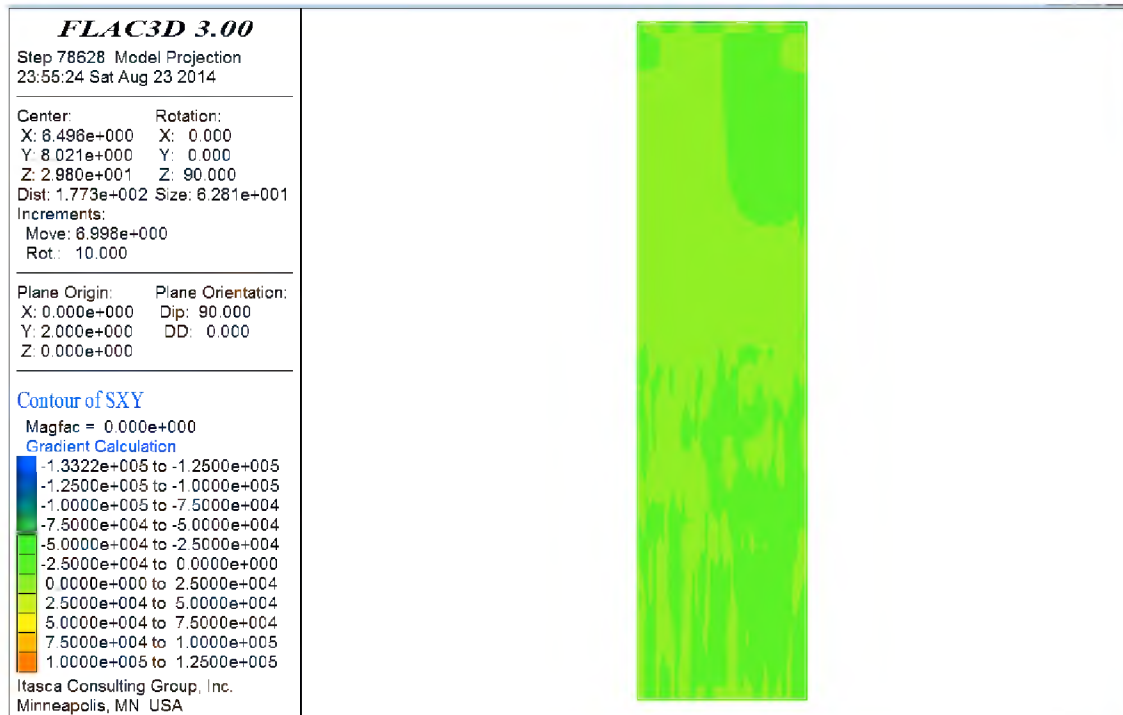 FLAC3D 3.00
Step 78628 Model Projection
23:55:24 Sat Aug 23 2014
Center: Rotation:
X: 6.496e+000 X: 0.000
Y: 8.021e+000 Y: 0.000
Z: 2.980e+001 Z: 90.000
Dist: 1.773e+002 Size: 6.281e+001
Increments:
Move: 6.998e+000
Rot.: 10.000
Plane Origin: Plane Orientation:
X: 0.000e+000 Dip: 90.000
Y: 2.000e+000 DD: 0.000
Z: 0.000e+000
Contour of SXY
Magfac = 0.000e+000
Gradient Calculation
-1.3322e+005 to -1.2500e+005
-1.2500e+005 to -1.0000e+005
-1.0000e+005 to -7.5000e+004
-7.5000e+004 to -5.0000e+004
-5.0000e+004 to -2.5000e+004
-2.5000e+004 to 0.0000e+000
0.0000e+000 to 2.5000e+004
2.5000e+004 to 5.0000e+004
5.0000e+004 to 7.5000e+004
7.5000e+004 to 1.0000e+005
1.0000e+005 to 1.2500e+005
Itasca Consulting Group, Inc.
Minneapolis, MN USA